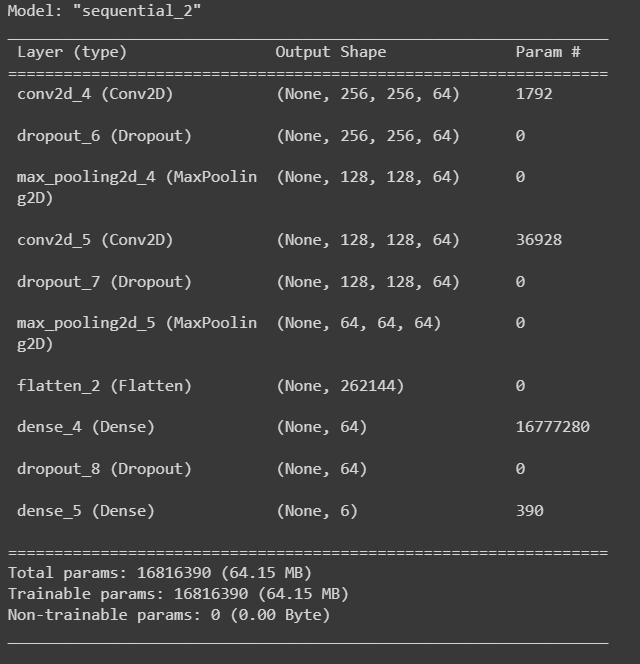 Model: "sequential_2"
Layer (type) Output Shape Param #
conv2d_4 (Conv2D) (None, 256, 256, 64) 1792
dropout_6 (Dropout) (None, 256, 256, 64) 0
max_pooling2d_4 (MaxPoolin (None, 128, 128, 64) 0
g2D)
conv2d_5 (Conv2D) (None, 128, 128, 64) 36928
dropout_7 (Dropout) (None, 128, 128, 64) 0
max_pooling2d_5 (MaxPoolin (None, 64, 64, 64) 0
g2D)
flatten_2 (Flatten) (None, 262144) 0
dense_4 (Dense) (None, 64) 16777280
dropout_8 (Dropout) (None, 64) 0
dense_5 (Dense) (None, 6) 390
Total params: 16816390 (64.15 MB)
Trainable params: 16816390 (64.15 MB)
Non-trainable params: 0 (0.00 Byte)